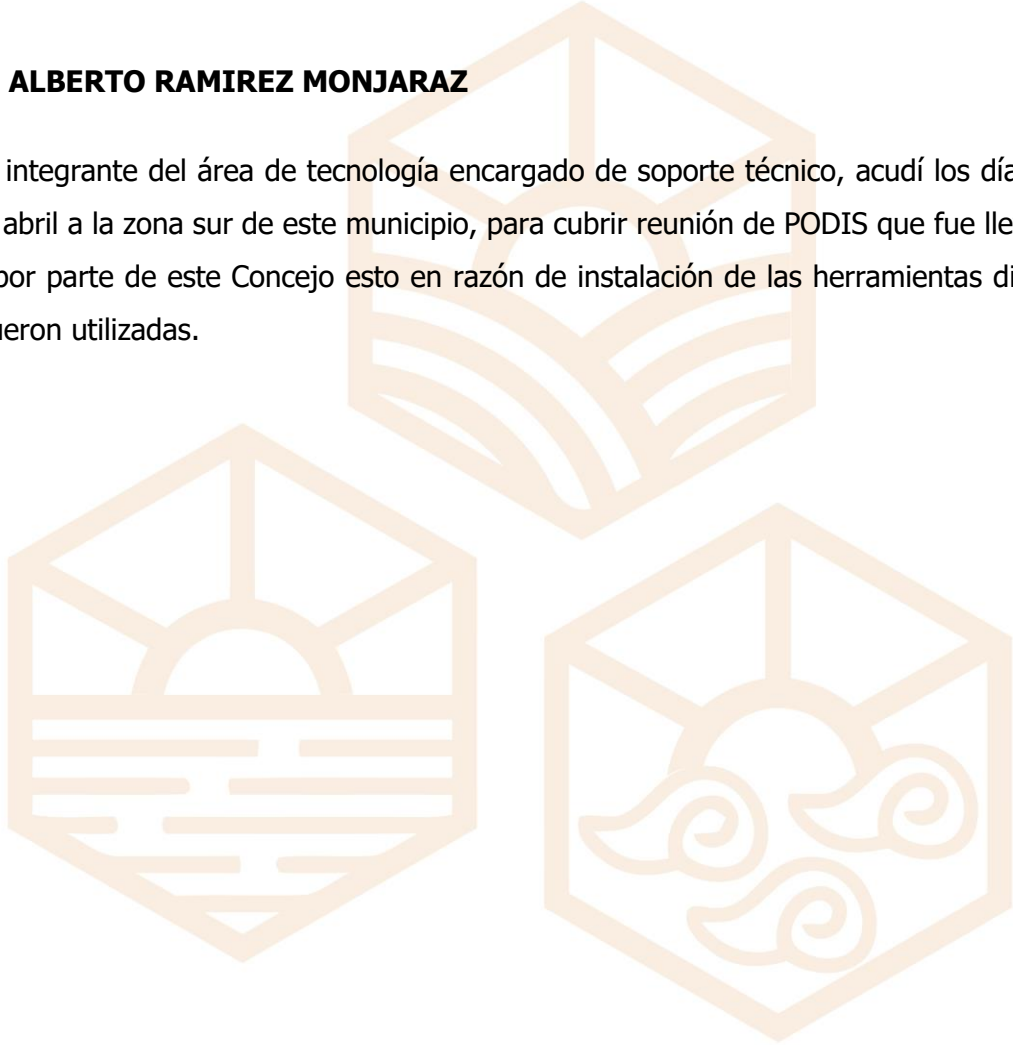 ALBERTO RAMIREZ MONJARAZ
integrante del área de tecnología encargado de soporte técnico, acudí los día
abril a la zona sur de este municipio, para cubrir reunión de PODIS que fue lle
por parte de este Concejo esto en razón de instalación de las herramientas di
ueron utilizadas.